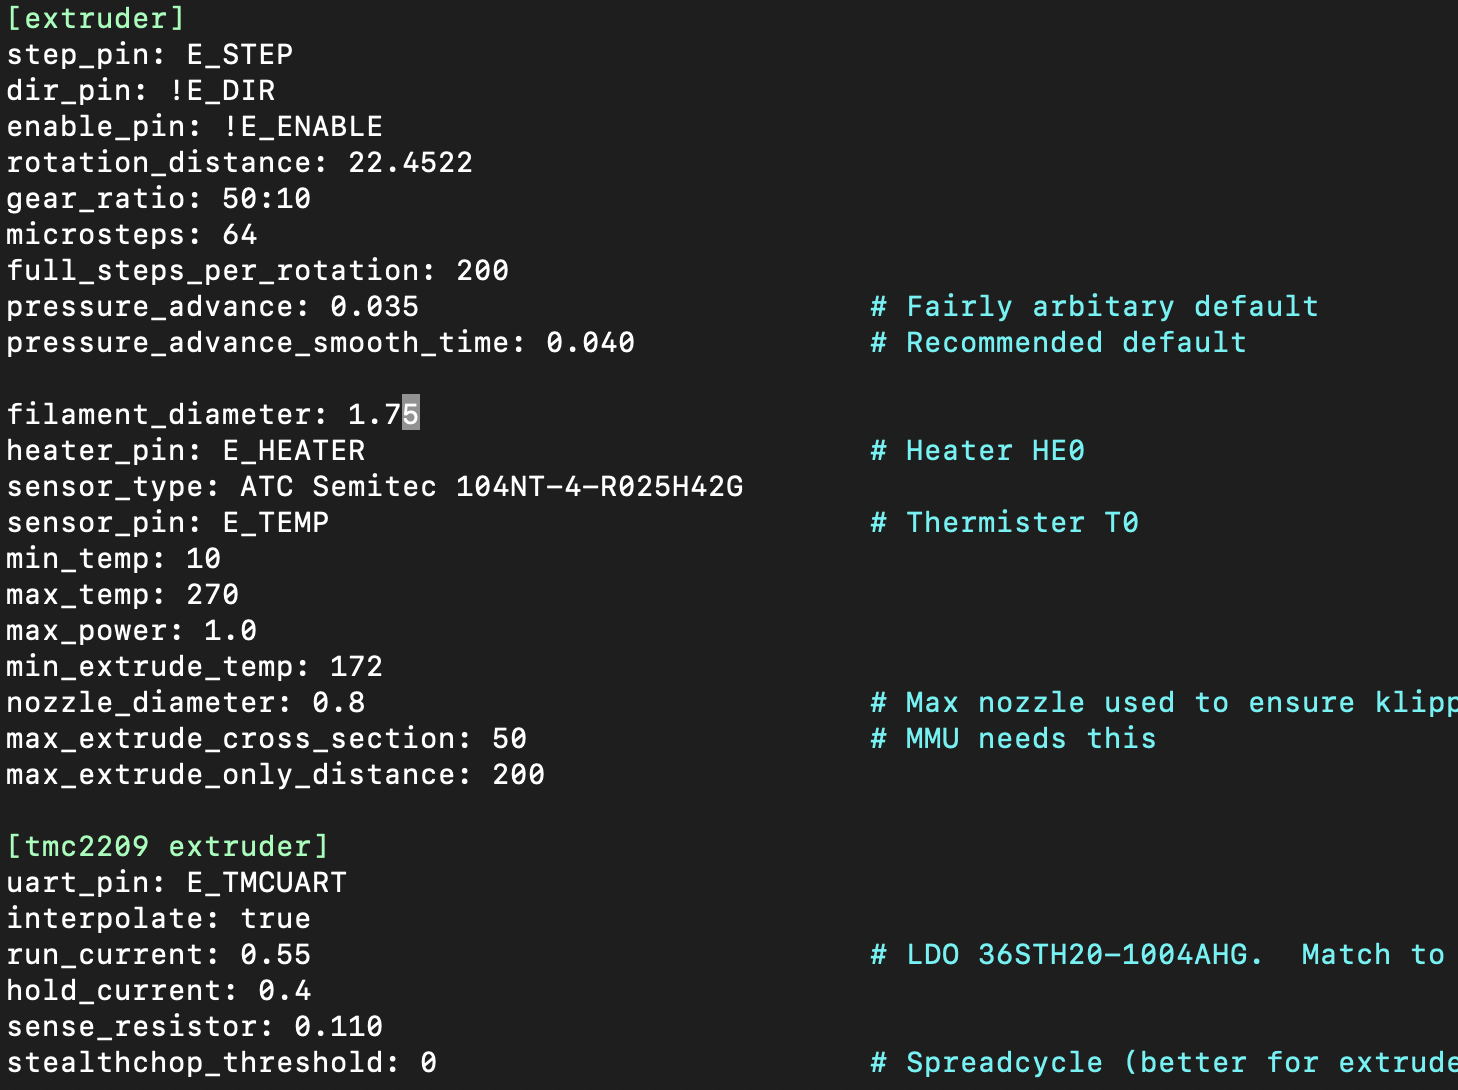 [extruder]
step_pin: E_STEP
dir_pin: !E_DIR
enable_pin: !E_ENABLE
rotation_distance: 22.4522
gear_ratio: 50:10
microsteps: 64
full_steps_per_rotation: 200
pressure_advance: 0.035 # Fairly arbitary default
pressure_advance_smooth_time: 0.040 # Recommended default
filament_diameter: 1.75
heater_pin: E_HEATER # Heater HE0
sensor_type: ATC Semitec 104NT-4-R025H42G
sensor_pin: E_TEMP # Thermister T0
min_temp: 10
max_temp: 270
max_power: 1.0
min_extrude_temp: 172
nozzle_diameter: 0.8 # Max nozzle used to ensure klipp
max_extrude_cross_section: 50 # MMU needs this
max_extrude_only_distance: 200
[tmc2209 extruder]
uart_pin: E_TMCUART
interpolate: true
run_current: 0.55 # LDO 36STH20-1004AHG. Match to
hold_current: 0.4
sense_resistor: 0.110
stealthchop_threshold: 0 # Spreadcycle (better for extrude